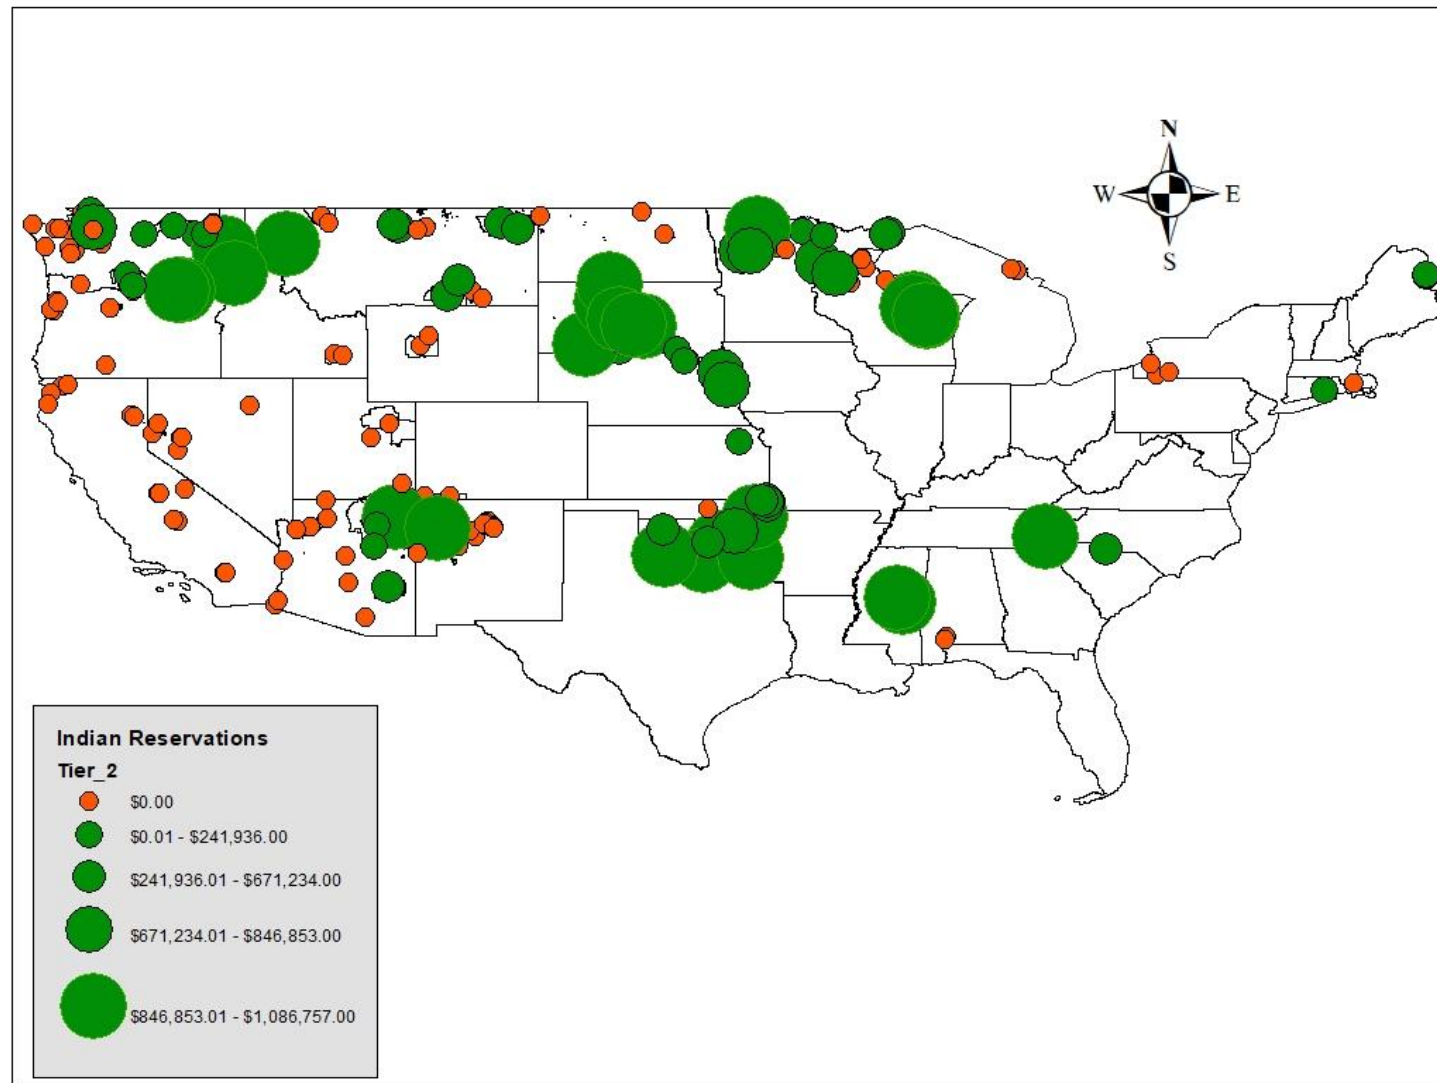 N
W E
S
Indian Reservations
Tier_2
$0.00
$0.01 - $241,936.00
$241,936.01 - $671,234.00
$671,234.01 - $846,853.00
$846,853.01 - $1,086,757.00